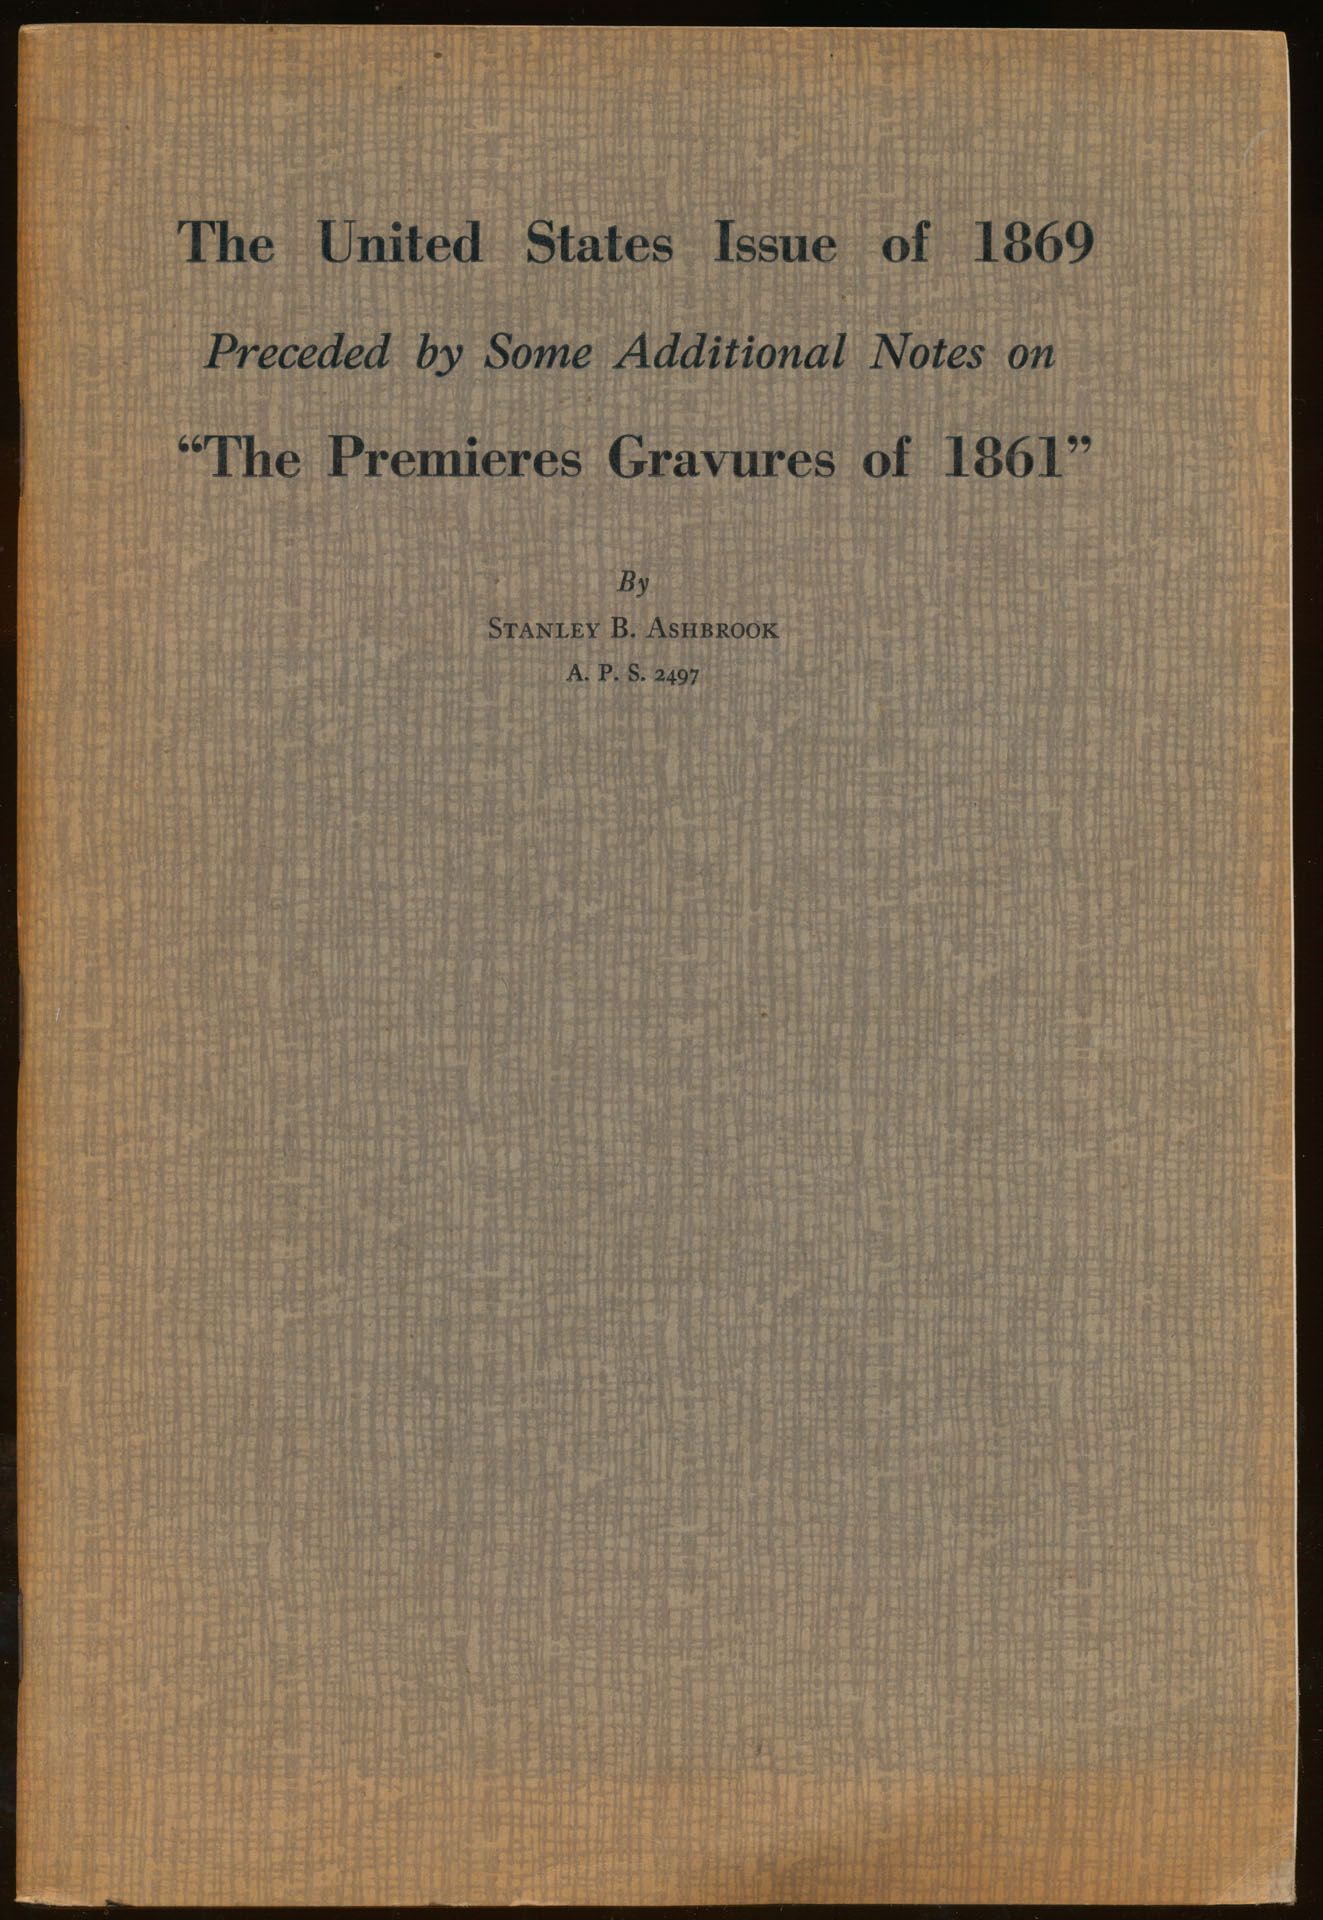 The United States Issue of 1869
Preceded by Some Additional Notes on
“The Premieres Gravures of 1861”
By
STANLEY B. ASHBROOK
A. P. S. 2497